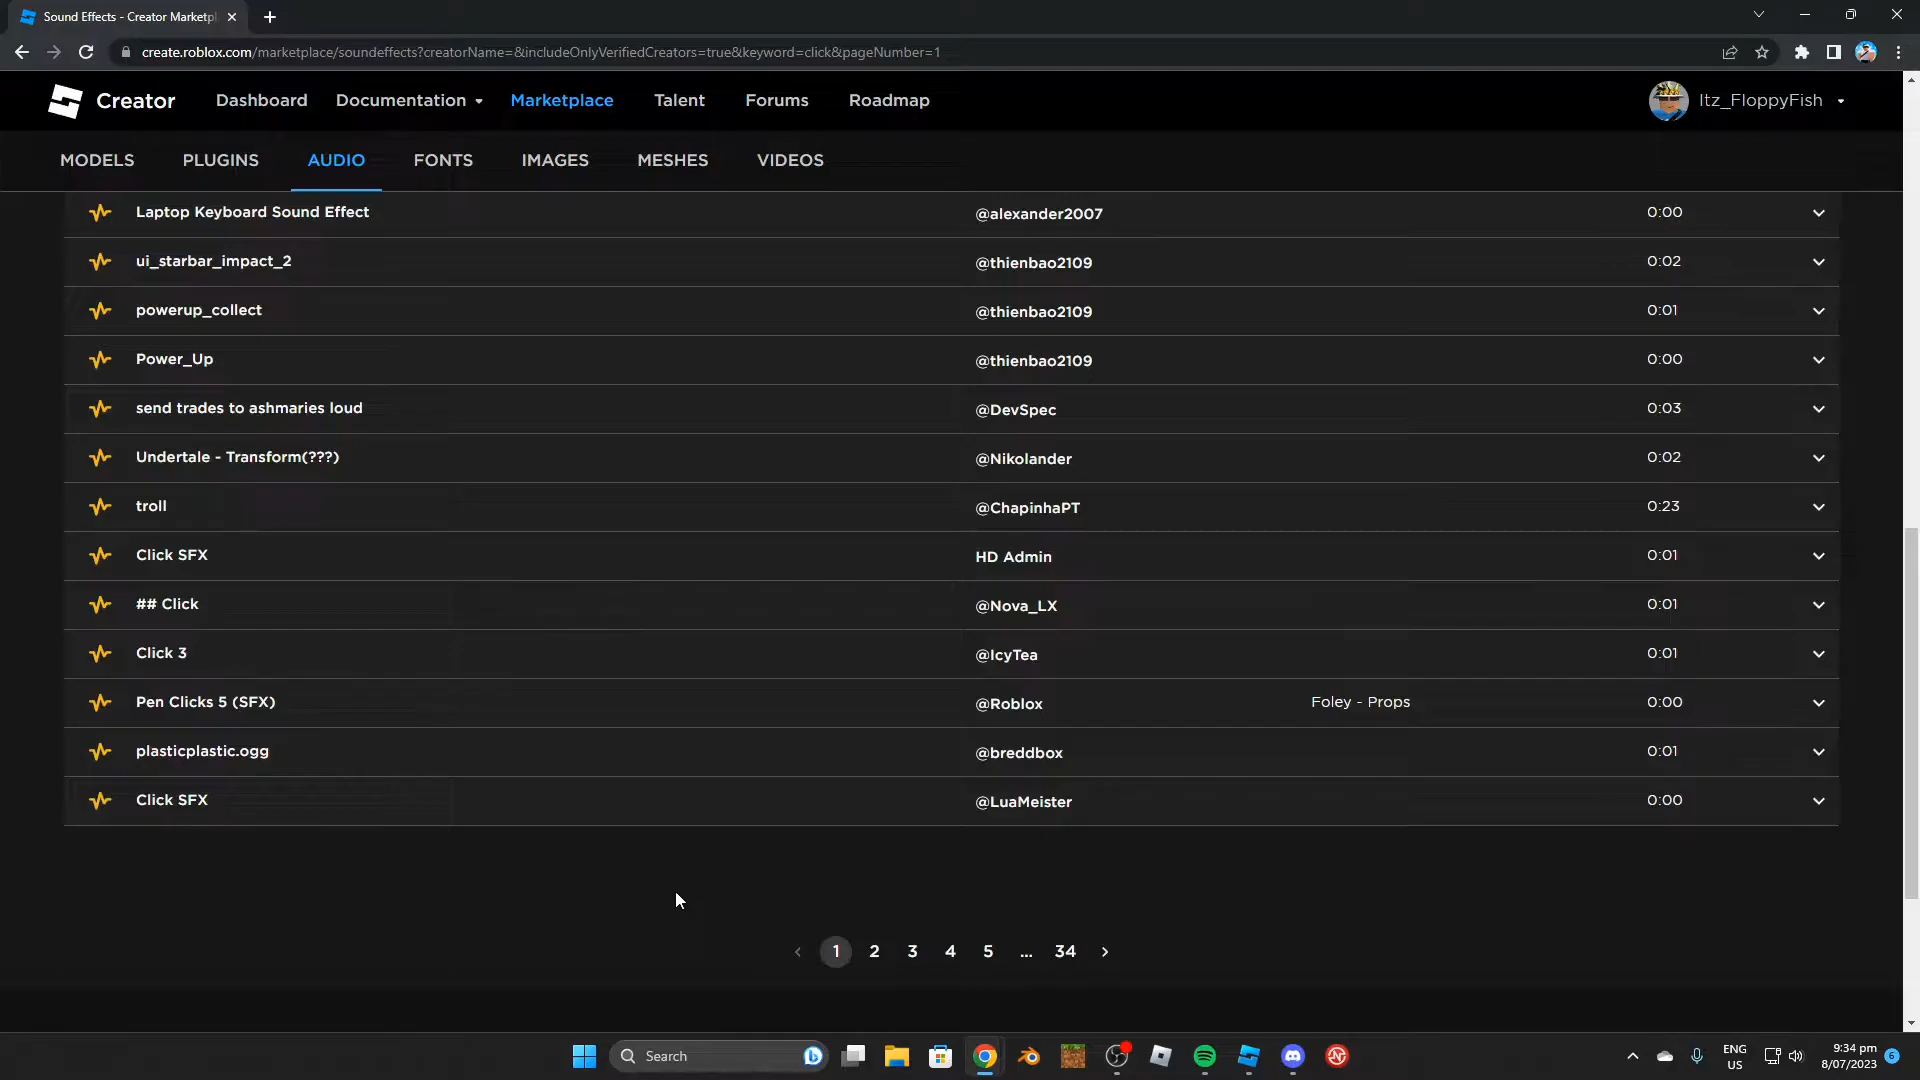 Sound Effects - Creator Marketpl
create.roblox.com/marketplace/soundeffects?creatorName=&includeOnlyVerifiedCreators=true&keyword=click&pageNumber=1
Creator Dashboard Documentation Marketplace Talent Forums Roadmap Itz_FloppyFish
MODELS PLUGINS AUDIO FONTS IMAGES MESHES VIDEOS
Laptop Keyboard Sound Effect @alexander2007 0:00
ui_starbar_impact_2 @thienbao2109 0:02
powerup_collect @thienbao2109 0:01
Power_Up @thienbao2109 0:00
send trades to ashmaries loud @DevSpec 0:03
Undertale - Transform(???) @Nikolander 0:02
troll @ChapinhaPT 0:23
Click SFX HD Admin 0:01
## Click @Nova_LX 0:01
Click 3 @IcyTea 0:01
Pen Clicks 5 (SFX) @Roblox Foley - Props 0:00
plasticplastic.ogg @breddbox 0:01
Click SFX @LuaMeister 0:00
1 2 3 4 5 ... 34
Search ENG 9:34 pm
US 8/07/2023 6